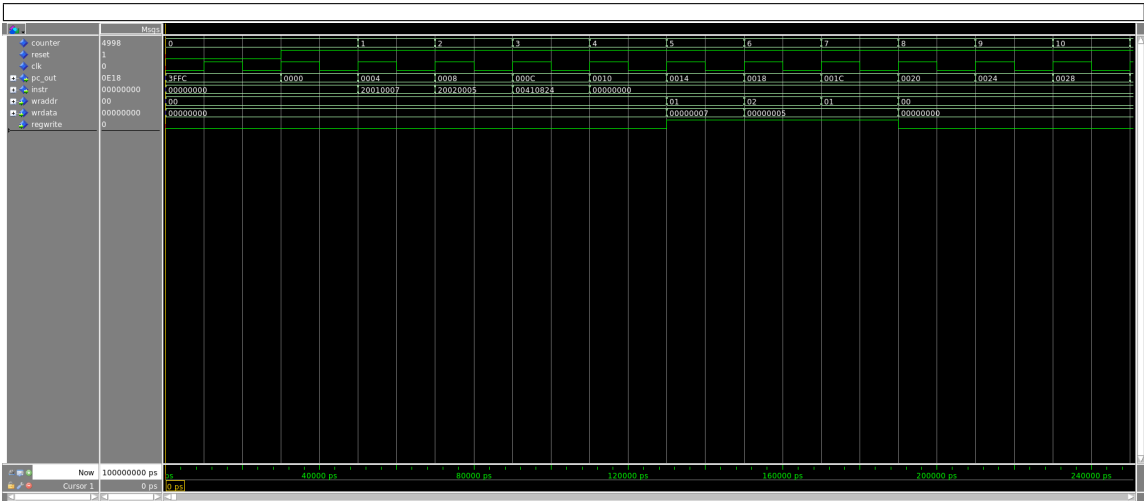 Msgs
counter 4998 0 1 2 3 4 5 6 7 8 9 10
reset 1
clk 0
pc_out 0E18 3FFC 0000 0004 0008 000C 0010 0014 0018 001C 0020 0024 0028
instr 00000000 00000000 20010007 20020005 00410824 00000000
wraddr 00 00 01 02 01 00
wrdata 00000000 00000000 00000007 00000005 00000000
regwrite 0
Now 100000000 ps ps 40000 ps 80000 ps 120000 ps 160000 ps 200000 ps 240000 ps
Cursor 1 0 ps 0 ps